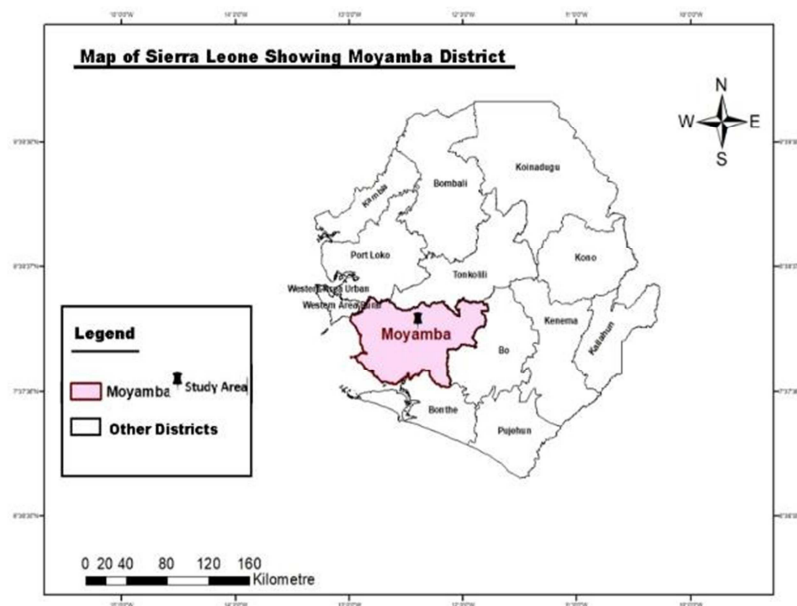 Map of Sierra Leone Showing Moyamba District
N
W E
S
Koinadugu
Bombali
Kambia
Port Loko
Kono
Tonkolili
Western Area Urban
Western Area Rural
Moyamba
Kenema
Kailahun
Bo
Bonthe
Pujehun
Legend
Moyamba Study Area
Other Districts
0 20 40 80 120 160
Kilometre